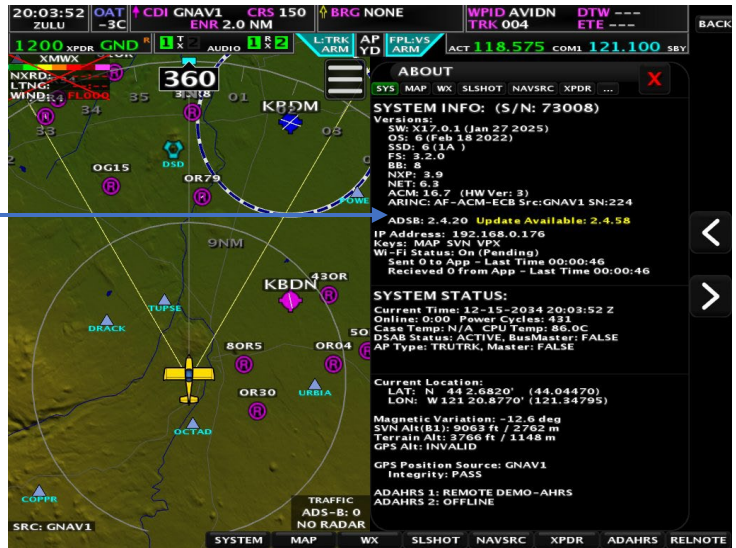 20:03:52
ZULU
OAT
-3C
CDI GNAV1 CRS 150
ENR 2.0 NM
BRG NONE
WPID AVIDN DTW ---
TRK 004 ETE ---
BACK
1200 XPDR GND R
1 X 2 AUDIO 1 R 2
L:TRK
ARM
AP
YD
FPL:VS
ARM
ACT 118.575 COM1 121.100 SBY
XMWX
NXRD:
LTNG:
WIND:
33
34
35
360
01
03
KBDM
DSD
OG15
OR79
9NM
KBDN
43OR
TUPSE
DRACK
8OR5
OR04
5O
OR30
URBIA
OCTAD
COPPR
SRC: GNAV1
TRAFFIC
ADS-B: 0
NO RADAR
ABOUT
X
SYS MAP WX SLSHOT NAVSRC XPDR ...
SYSTEM INFO: (S/N: 73008)
Versions:
SW: X17.0.1 (Jan 27 2025)
OS: 6 (Feb 18 2022)
SSD: 6 (1A )
FS: 3.2.0
BB: 8
NXP: 3.9
NET: 6.3
ACM: 16.7 (HW Ver: 3)
ARINC: AF-ACM-ECB Src:GNAV1 SN:224
ADSB: 2.4.20 Update Available: 2.4.58
IP Address: 192.168.0.176
Keys: MAP SVN VPX
Wi-Fi Status: On (Pending)
Sent 0 to App - Last Time 00:00:46
Recieved 0 from App - Last Time 00:00:46
SYSTEM STATUS:
Current Time: 12-15-2034 20:03:52 Z
Online: 0:00 Power Cycles: 431
Case Temp: N/A CPU Temp: 86.0C
DSAB Status: ACTIVE, BusMaster: FALSE
AP Type: TRUTRK, Master: FALSE
Current Location:
LAT: N 44 2.6820' (44.04470)
LON: W 121 20.8770' (121.34795)
Magnetic Variation: -12.6 deg
SVN Alt(B1): 9063 ft / 2762 m
Terrain Alt: 3766 ft / 1148 m
GPS Alt: INVALID
GPS Position Source: GNAV1
Integrity: PASS
ADAHRS 1: REMOTE DEMO-AHRS
ADAHRS 2: OFFLINE
SYSTEM MAP WX SLSHOT NAVSRC XPDR ADAHRS RELNOTE